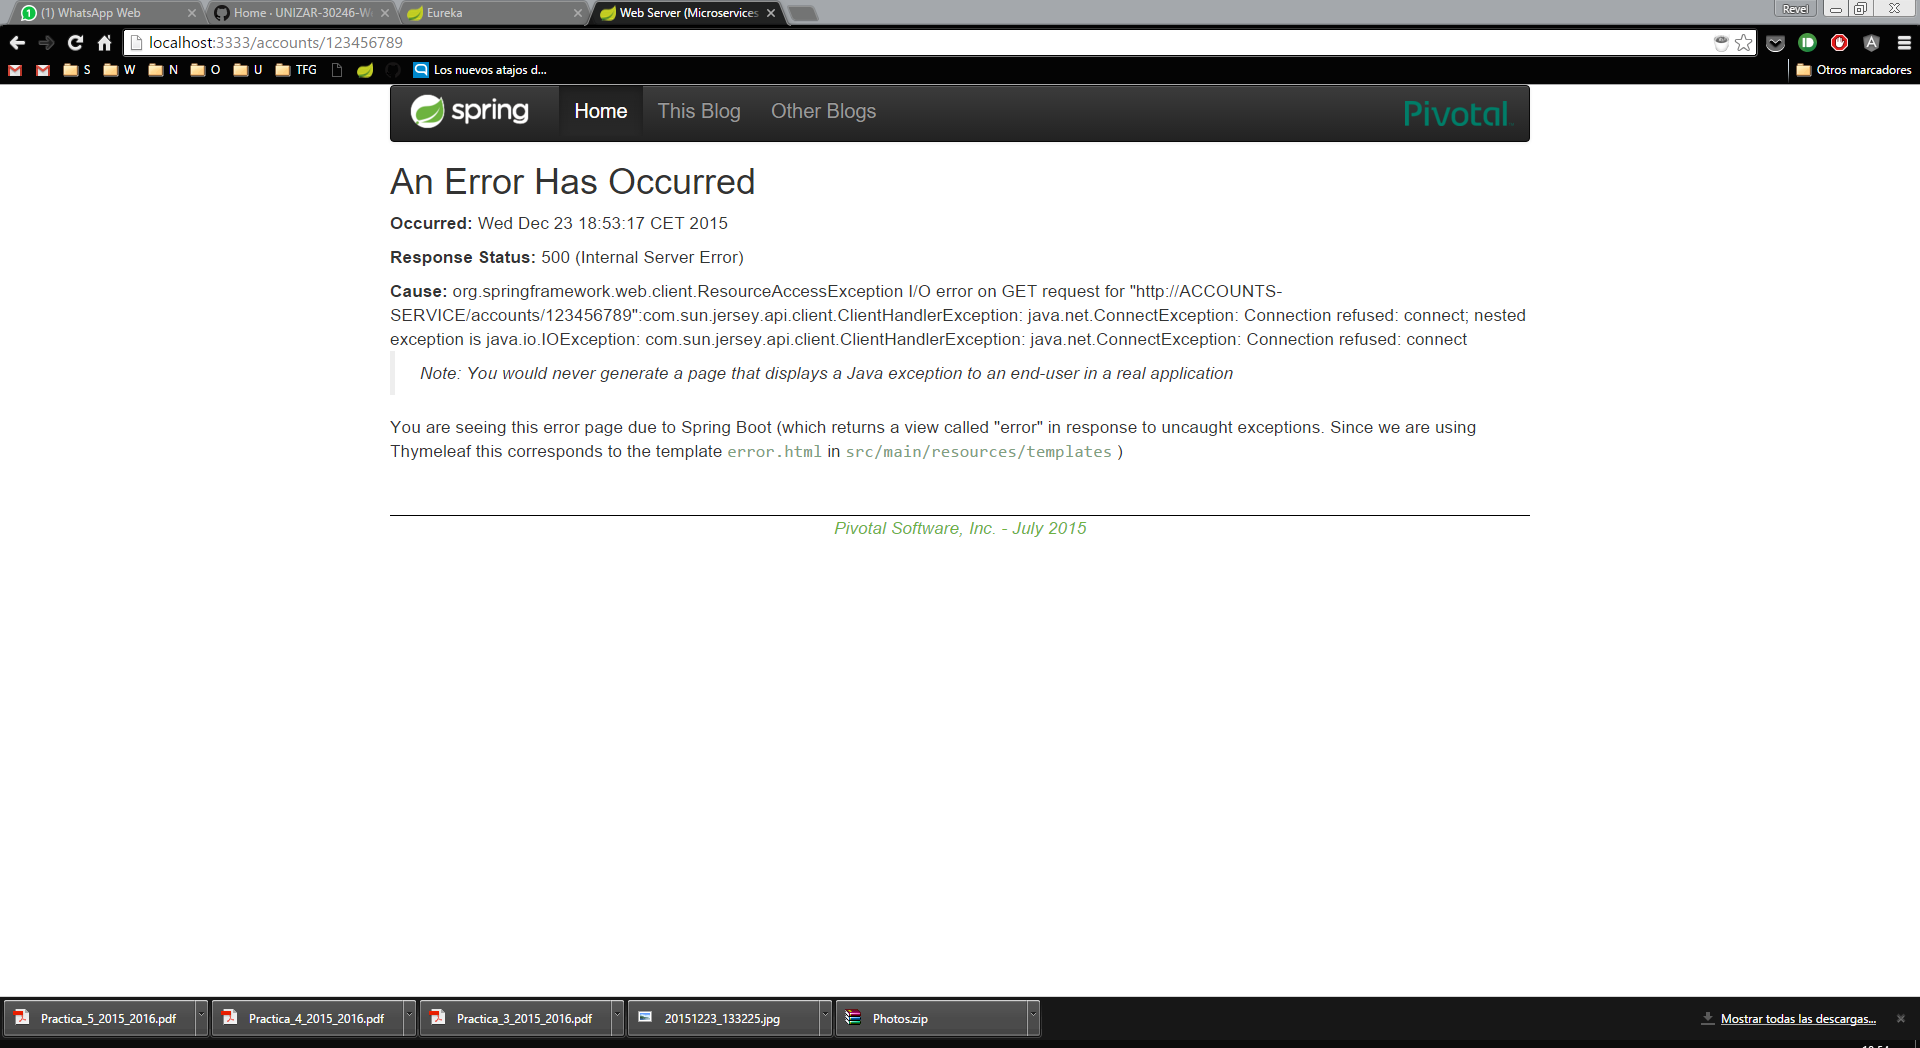 (1) WhatsApp Web
Home · UNIZAR-30246-W
Eureka
Web Server (Microservices
Revel
localhost:3333/accounts/123456789
S
W
N
O
U
TFG
Los nuevos atajos d...
Otros marcadores
spring
Home
This Blog
Other Blogs
Pivotal
An Error Has Occurred
Occurred: Wed Dec 23 18:53:17 CET 2015
Response Status: 500 (Internal Server Error)
Cause: org.springframework.web.client.ResourceAccessException I/O error on GET request for "http://ACCOUNTS-
SERVICE/accounts/123456789":com.sun.jersey.api.client.ClientHandlerException: java.net.ConnectException: Connection refused: connect; nested
exception is java.io.IOException: com.sun.jersey.api.client.ClientHandlerException: java.net.ConnectException: Connection refused: connect
Note: You would never generate a page that displays a Java exception to an end-user in a real application
You are seeing this error page due to Spring Boot (which returns a view called "error" in response to uncaught exceptions. Since we are using
Thymeleaf this corresponds to the template error.html in src/main/resources/templates )
Pivotal Software, Inc. - July 2015
Practica_5_2015_2016.pdf
Practica_4_2015_2016.pdf
Practica_3_2015_2016.pdf
20151223_133225.jpg
Photos.zip
Mostrar todas las descargas...